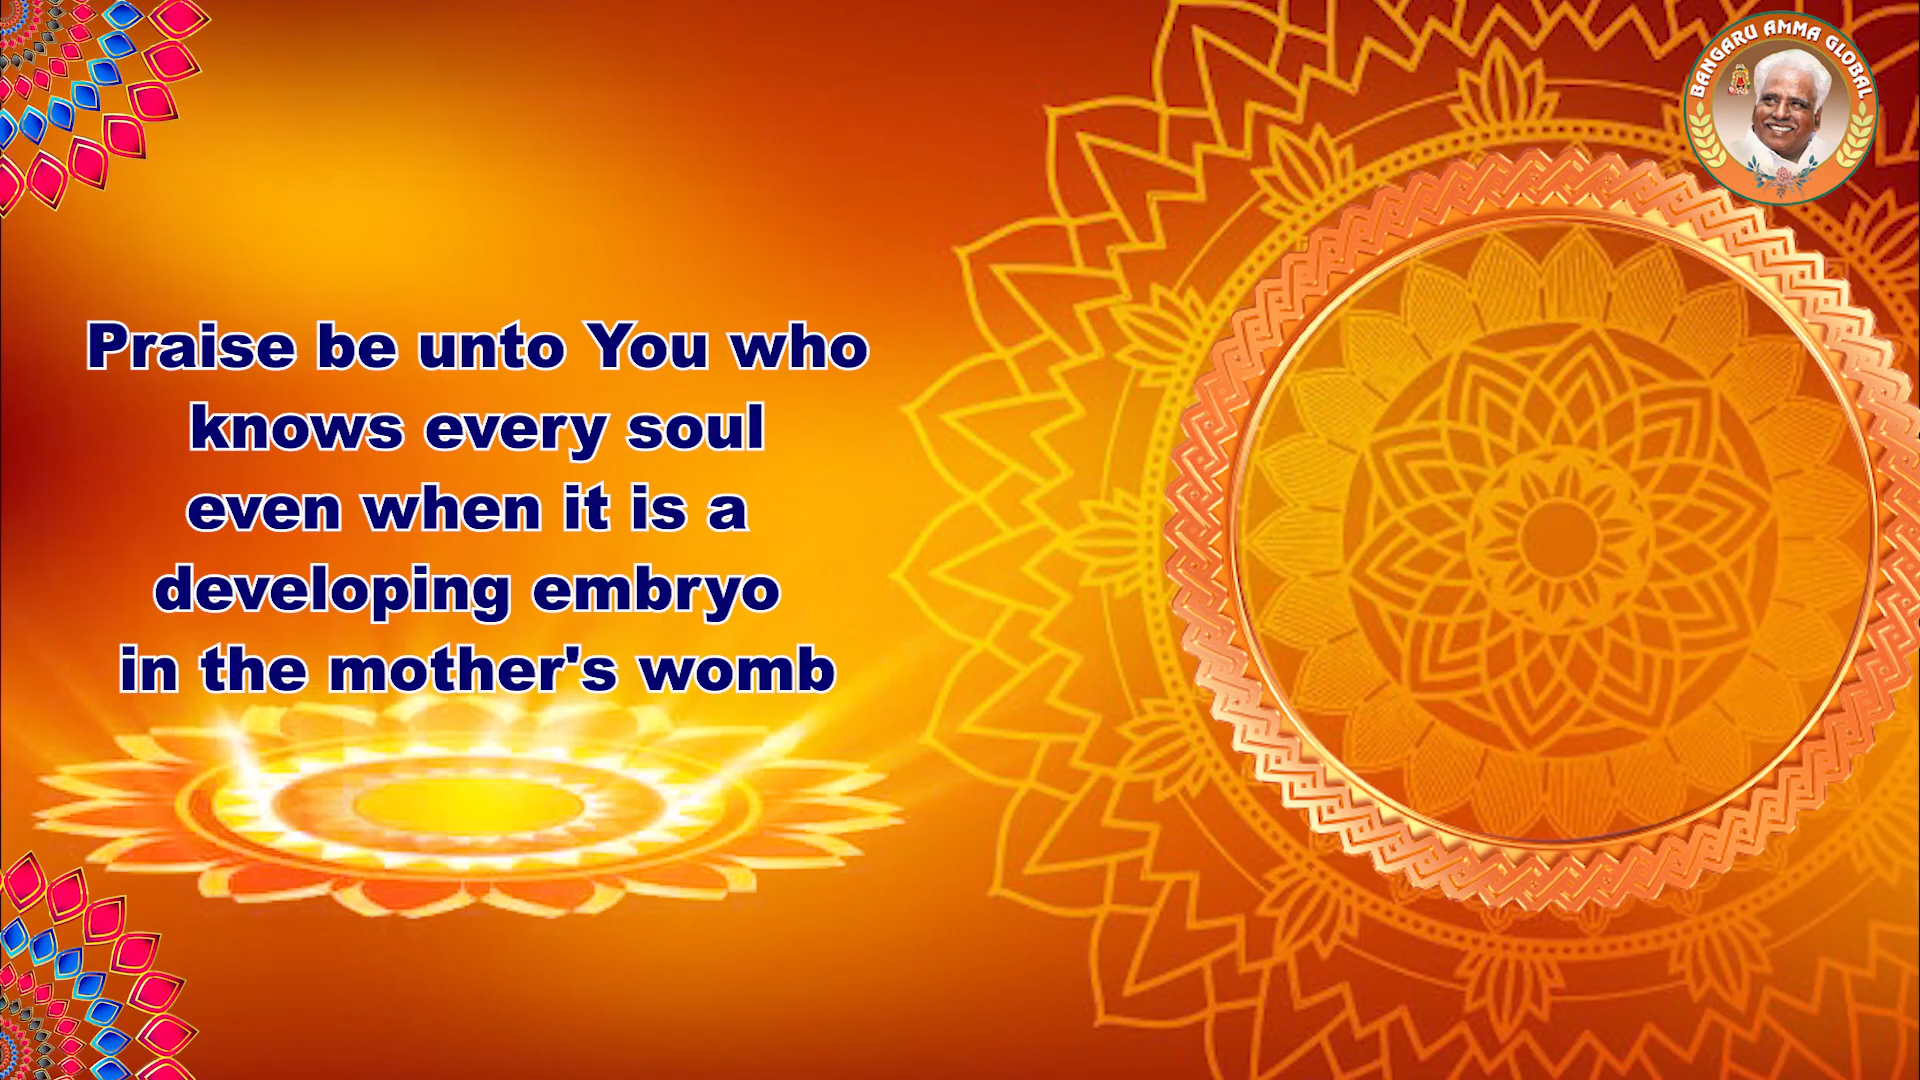 BANGARU AMMA GLOBAL
Praise be unto You who
knows every soul
even when it is a
developing embryo
in the mother's womb